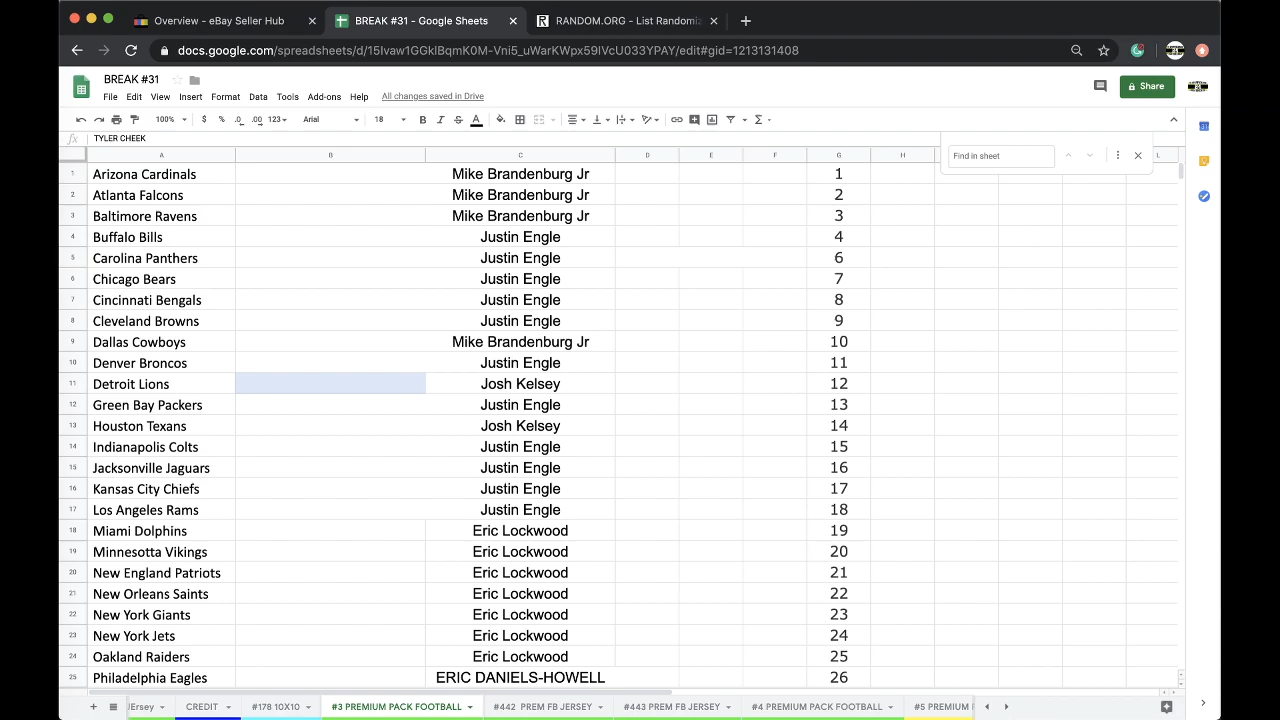 Overview - eBay Seller Hub
BREAK #31 - Google Sheets
RANDOM.ORG - List Randomiz
docs.google.com/spreadsheets/d/15Ivaw1GGkIBqmK0M-Vni5_uWarKWpx59IVcU033YPAY/edit#gid=1213131408
BREAK #31
File Edit View Insert Format Data Tools Add-ons Help All changes saved in Drive
Share
100% $ % .0 .00 123 Arial 18 B I S A
fx TYLER CHEEK
Find in sheet
A B C D E F G H L
1 Arizona Cardinals Mike Brandenburg Jr 1
2 Atlanta Falcons Mike Brandenburg Jr 2
3 Baltimore Ravens Mike Brandenburg Jr 3
4 Buffalo Bills Justin Engle 4
5 Carolina Panthers Justin Engle 6
6 Chicago Bears Justin Engle 7
7 Cincinnati Bengals Justin Engle 8
8 Cleveland Browns Justin Engle 9
9 Dallas Cowboys Mike Brandenburg Jr 10
10 Denver Broncos Justin Engle 11
11 Detroit Lions Josh Kelsey 12
12 Green Bay Packers Justin Engle 13
13 Houston Texans Josh Kelsey 14
14 Indianapolis Colts Justin Engle 15
15 Jacksonville Jaguars Justin Engle 16
16 Kansas City Chiefs Justin Engle 17
17 Los Angeles Rams Justin Engle 18
18 Miami Dolphins Eric Lockwood 19
19 Minnesotta Vikings Eric Lockwood 20
20 New England Patriots Eric Lockwood 21
21 New Orleans Saints Eric Lockwood 22
22 New York Giants Eric Lockwood 23
23 New York Jets Eric Lockwood 24
24 Oakland Raiders Eric Lockwood 25
25 Philadelphia Eagles ERIC DANIELS-HOWELL 26
CREDIT #178 10X10 #3 PREMIUM PACK FOOTBALL #442 PREM FB JERSEY #443 PREM FB JERSEY #4 PREMIUM PACK FOOTBALL #5 PREMIUM